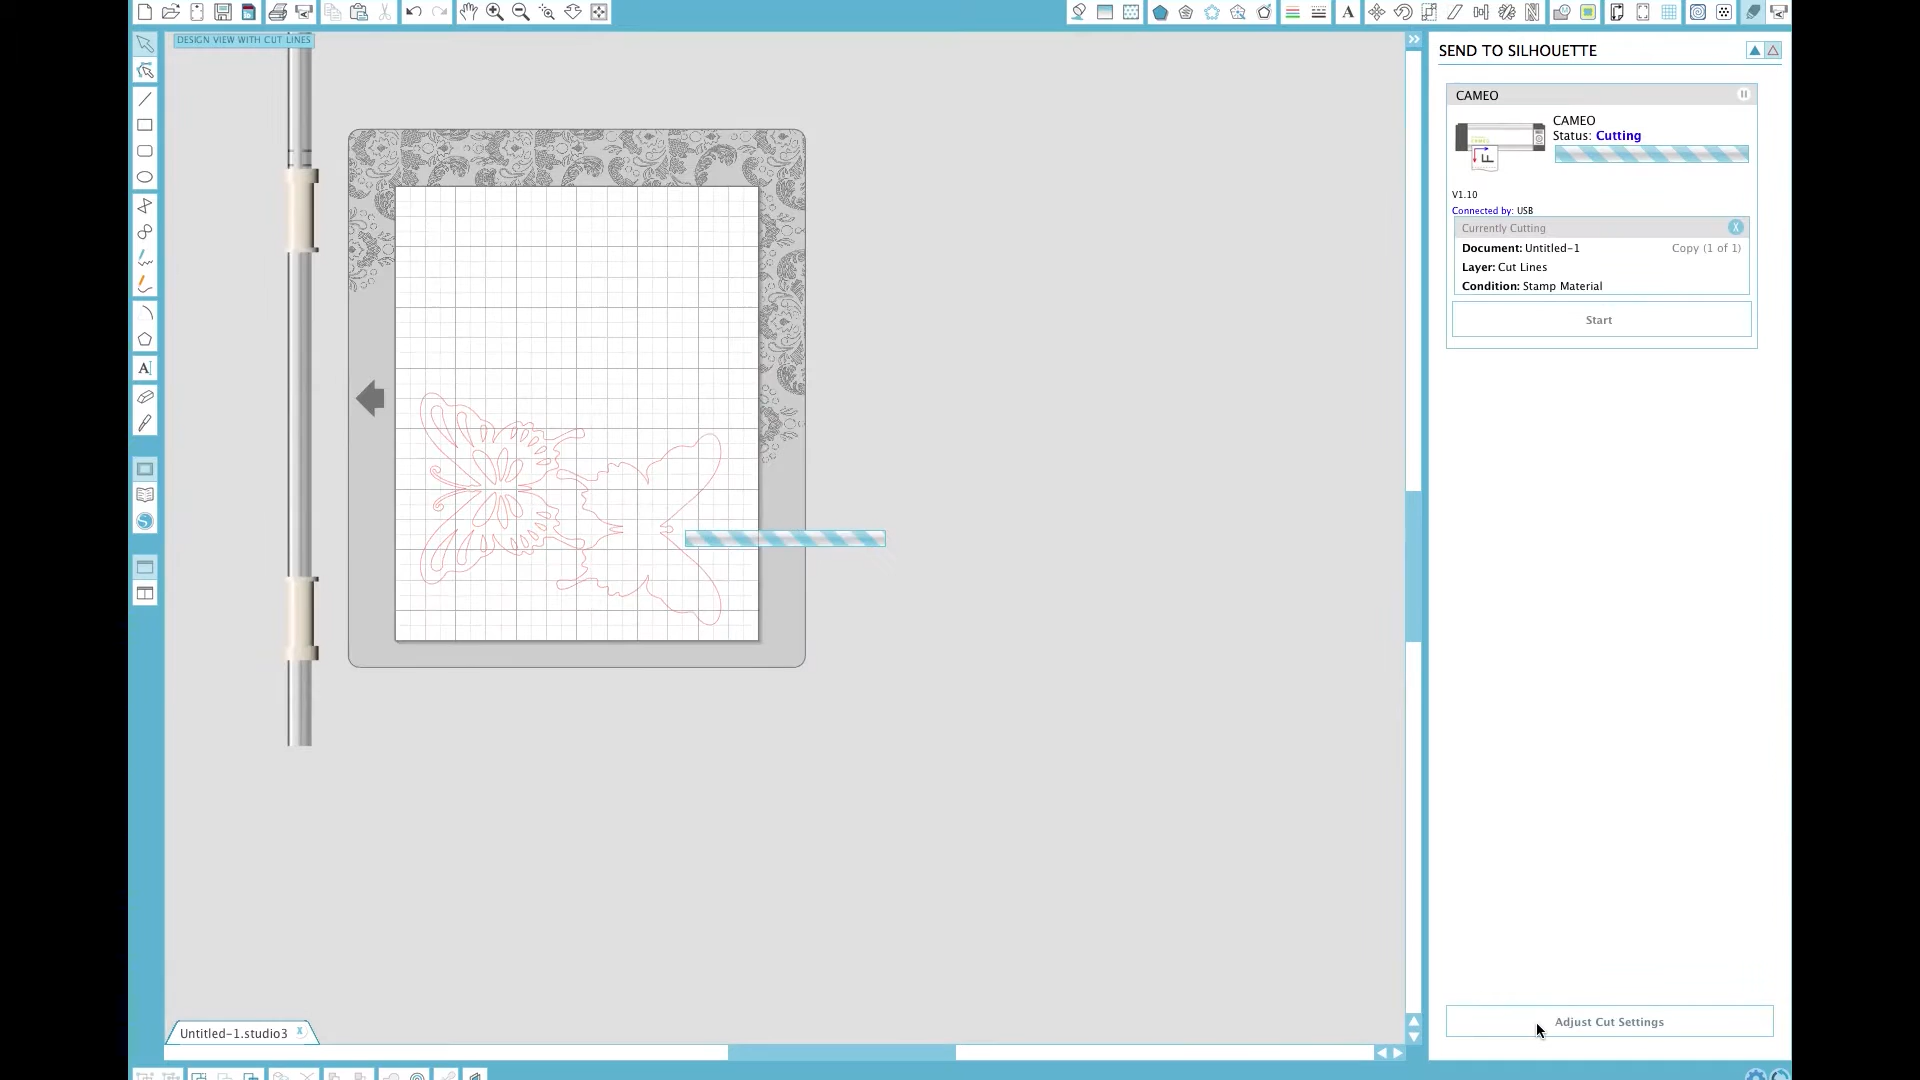 DESIGN VIEW WITH CUT LINES
SEND TO SILHOUETTE
CAMEO
CAMEO
Status: Cutting
V1.10
Connected by: USB
Currently Cutting
Document: Untitled-1 Copy (1 of 1)
Layer: Cut Lines
Condition: Stamp Material
Start
Adjust Cut Settings
Untitled-1.studio3